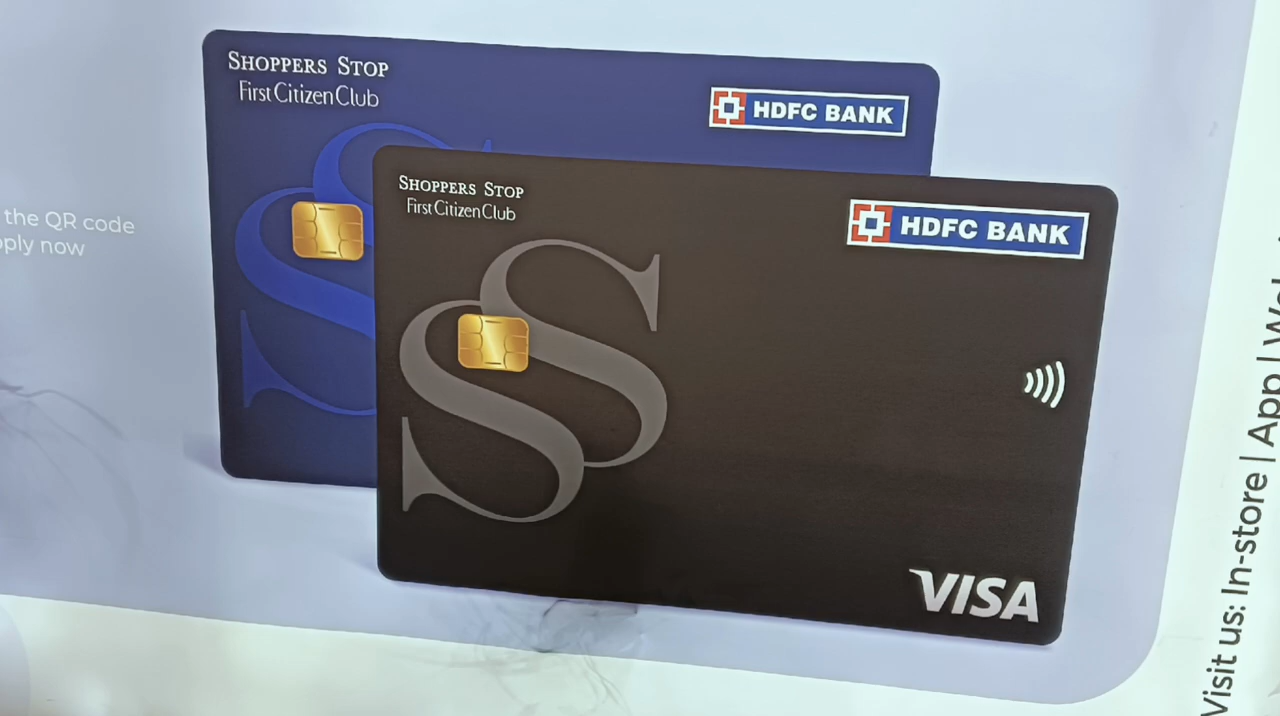 SHOPPERS STOP
First Citizen Club
HDFC BANK
SHOPPERS STOP
First Citizen Club
HDFC BANK
the QR code
now
VISA
Visit us: In-store | App |